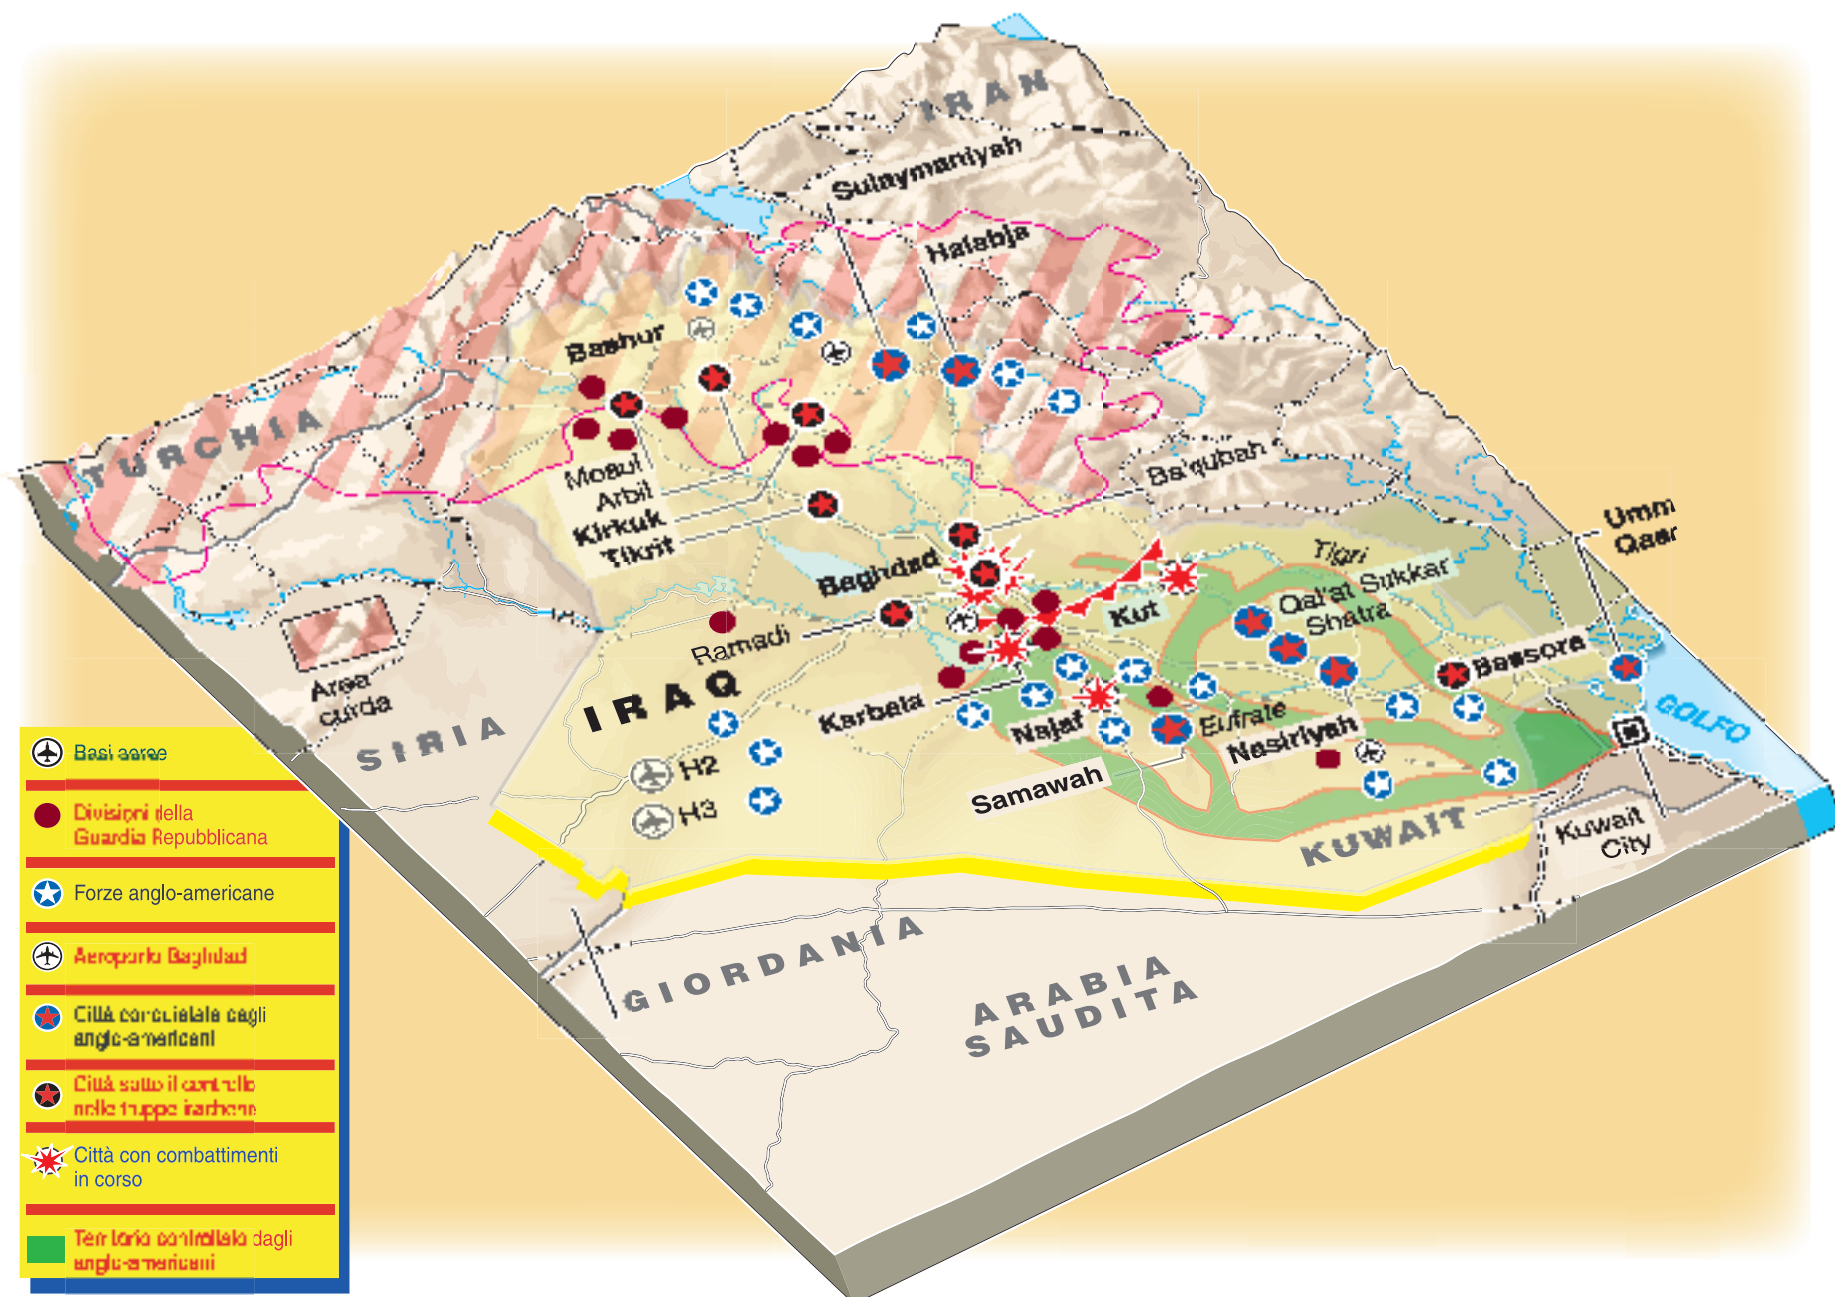 IRAN
Sulaymaniyah
Halabja
Bashur
TURCHIA
Mosul
Arbil
Kirkuk
Tikrit
Ba'qubah
Umm
Qasr
Baghdad
Tigri
Qal'at Sukkar
Shatra
Kut
Ramadi
Bassora
Area
curda
IRAQ
SIRIA
Karbala
Najaf
Eufrate
Nasiriyah
GOLFO
Samawah
H2
H3
KUWAIT
Kuwait
City
GIORDANIA
ARABIA
SAUDITA
Basi aeree
Divisioni della
Guardia Repubblicana
Forze anglo-americane
Aeroporto Baghdad
Città conquistate dagli
anglo-americani
Città sotto il controllo
nelle truppe irachene
Città con combattimenti
in corso
Territorio controllato dagli
anglo-americani